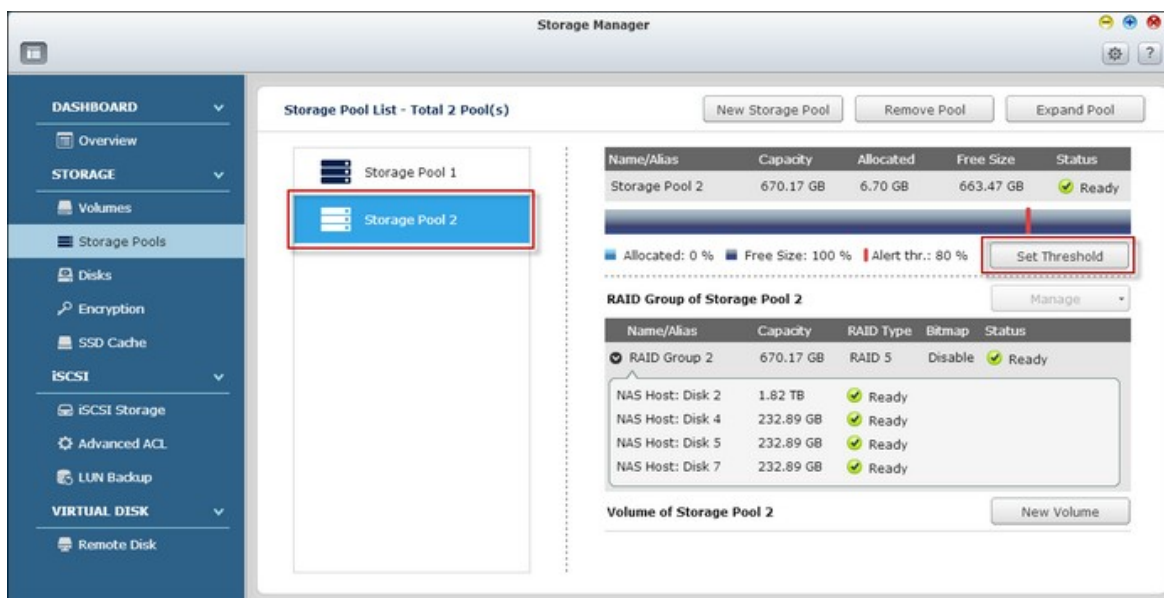 Storage Manager
?
DASHBOARD
Overview
STORAGE
Volumes
Storage Pools
Disks
Encryption
SSD Cache
iSCSI
iSCSI Storage
Advanced ACL
LUN Backup
VIRTUAL DISK
Remote Disk
Storage Pool List - Total 2 Pool(s)
New Storage Pool Remove Pool Expand Pool
Storage Pool 1
Storage Pool 2
Name/Alias Capacity Allocated Free Size Status
Storage Pool 2 670.17 GB 6.70 GB 663.47 GB Ready
Allocated: 0 % Free Size: 100 % Alert thr.: 80 % Set Threshold
RAID Group of Storage Pool 2 Manage
Name/Alias Capacity RAID Type Bitmap Status
RAID Group 2 670.17 GB RAID 5 Disable Ready
NAS Host: Disk 2 1.82 TB Ready
NAS Host: Disk 4 232.89 GB Ready
NAS Host: Disk 5 232.89 GB Ready
NAS Host: Disk 7 232.89 GB Ready
Volume of Storage Pool 2 New Volume